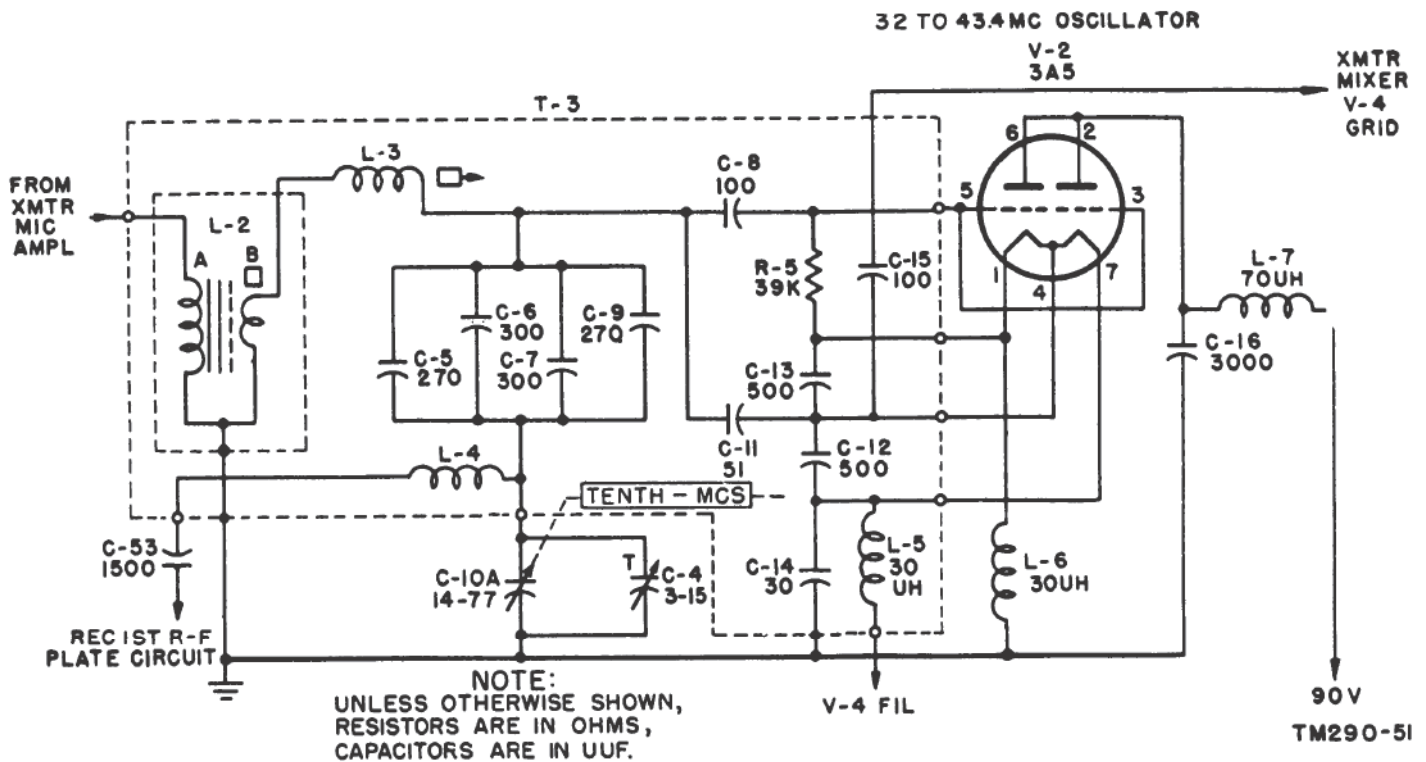 32 TO 43.4MC OSCILLATOR
V-2
3A5
XMTR
MIXER
V-4
GRID
T-3
6
2
L-3
C-8
100
FROM
XMTR
MIC
AMPL
L-2
A
B
5
3
R-5
39K
C-15
100
1
4
7
L-7
70UH
C-6
300
C-9
270
C-5
270
C-7
300
C-13
500
C-16
3000
C-11
51
C-12
500
L-4
TENTH-MCS
C-53
1500
C-10A
14-77
T
C-4
3-15
C-14
30
L-5
30
UH
L-6
30UH
REC 1ST R-F
PLATE CIRCUIT
NOTE:
UNLESS OTHERWISE SHOWN,
RESISTORS ARE IN OHMS,
CAPACITORS ARE IN UUF.
V-4 FIL
90V
TM290-51